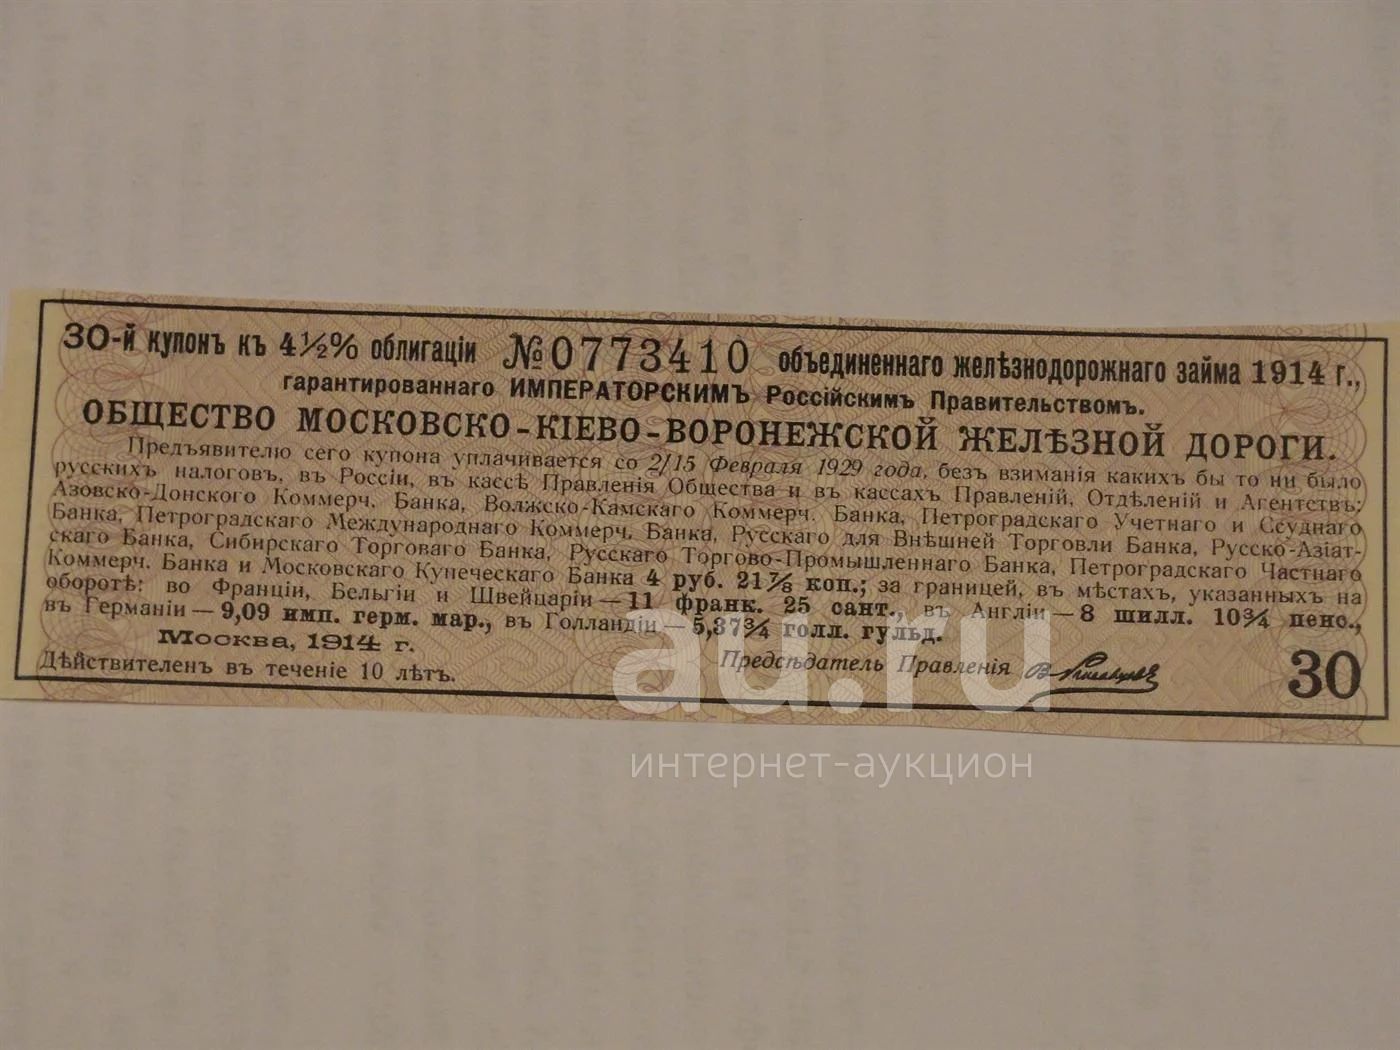 30-й купонъ къ 4½% облигаціи №0773410 объединеннаго желѣзнодорожнаго займа 1914 г.,
гарантированнаго ИМПЕРАТОРСКИМЪ Россійскимъ Правительствомъ.
ОБЩЕСТВО МОСКОВСКО-КІЕВО-ВОРОНЕЖСКОЙ ЖЕЛѢЗНОЙ ДОРОГИ.
Предъявителю сего купона уплачивается со 2/15 Февраля 1929 года, безъ взиманія какихъ бы то ни было
русскихъ налоговъ, въ Россіи, въ кассѣ Правленія Общества и въ кассахъ Правленій, Отдѣленій и Агентствъ:
Азовско-Донского Коммерч. Банка, Волжско-Камскаго Коммерч. Банка, Петроградскаго Учетнаго и Ссуднаго
Банка, Петроградскаго Международнаго Коммерч. Банка, Русскаго для Внѣшней Торговли Банка, Русско-Азіат-
скаго Банка, Сибирскаго Торговаго Банка, Русскаго Торгово-Промышленнаго Банка, Петроградскаго Частнаго
Коммерч. Банка и Московскаго Купеческаго Банка 4 руб. 21⅞ коп.; за границей, въ мѣстахъ, указанныхъ на
оборотѣ: во Франціи, Бельгіи и Швейцаріи—11 франк. 25 сант., въ Англіи—8 шилл. 10¾ пенс.,
въ Германіи—9,09 имп. герм. мар., въ Голландіи—5,37¾ голл. гульд.
Москва, 1914 г.
Дѣйствителенъ въ теченіе 10 лѣтъ.
Предсѣдатель Правленія
30
au.ru
интернет-аукцион